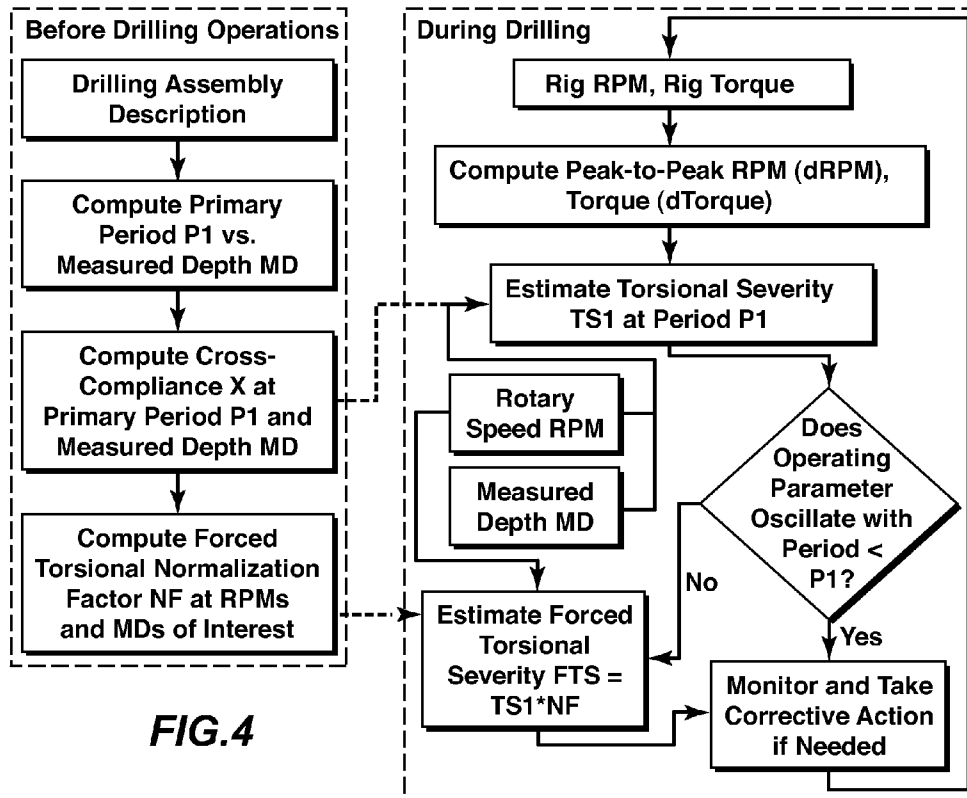 Before Drilling Operations
Drilling Assembly
Description
Compute Primary
Period P1 vs.
Measured Depth MD
Compute Cross-
Compliance X at
Primary Period P1 and
Measured Depth MD
Compute Forced
Torsional Normalization
Factor NF at RPMs
and MDs of Interest
FIG.4
During Drilling
Rig RPM, Rig Torque
Compute Peak-to-Peak RPM (dRPM),
Torque (dTorque)
Estimate Torsional Severity
TS1 at Period P1
Rotary
Speed RPM
Measured
Depth MD
Does
Operating
Parameter
Oscillate with
Period <
P1?
No
Yes
Estimate Forced
Torsional
Severity FTS =
TS1*NF
Monitor and Take
Corrective Action
if Needed